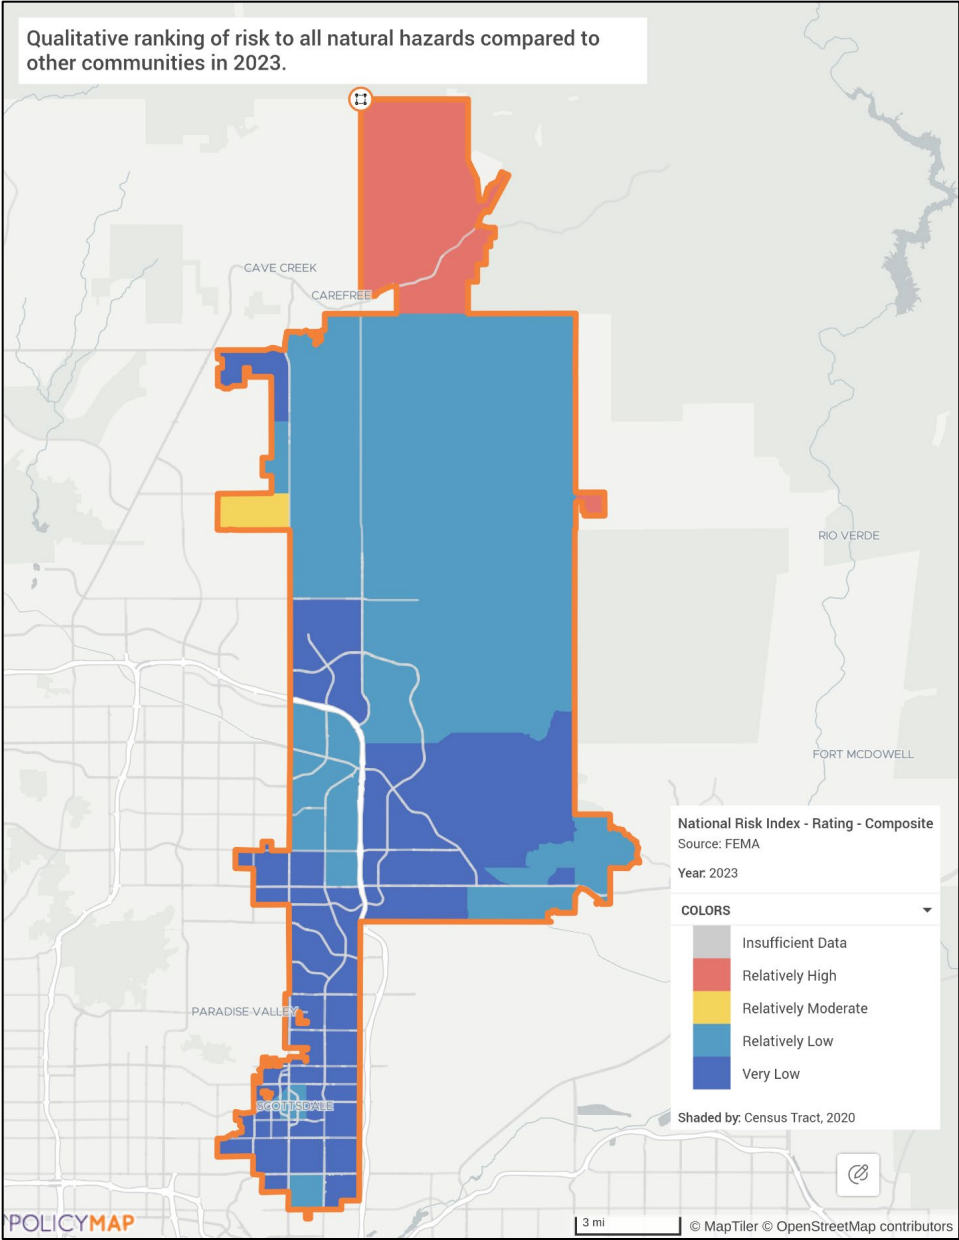 Qualitative ranking of risk to all natural hazards compared to
other communities in 2023.
CAVE CREEK
CAREFREE
RIO VERDE
FORT MCDOWELL
National Risk Index - Rating - Composite
Source: FEMA
Year: 2023
COLORS
Insufficient Data
Relatively High
Relatively Moderate
Relatively Low
Very Low
Shaded by: Census Tract, 2020
PARADISE VALLEY
SCOTTSDALE
POLICYMAP
3 mi
© MapTiler © OpenStreetMap contributors